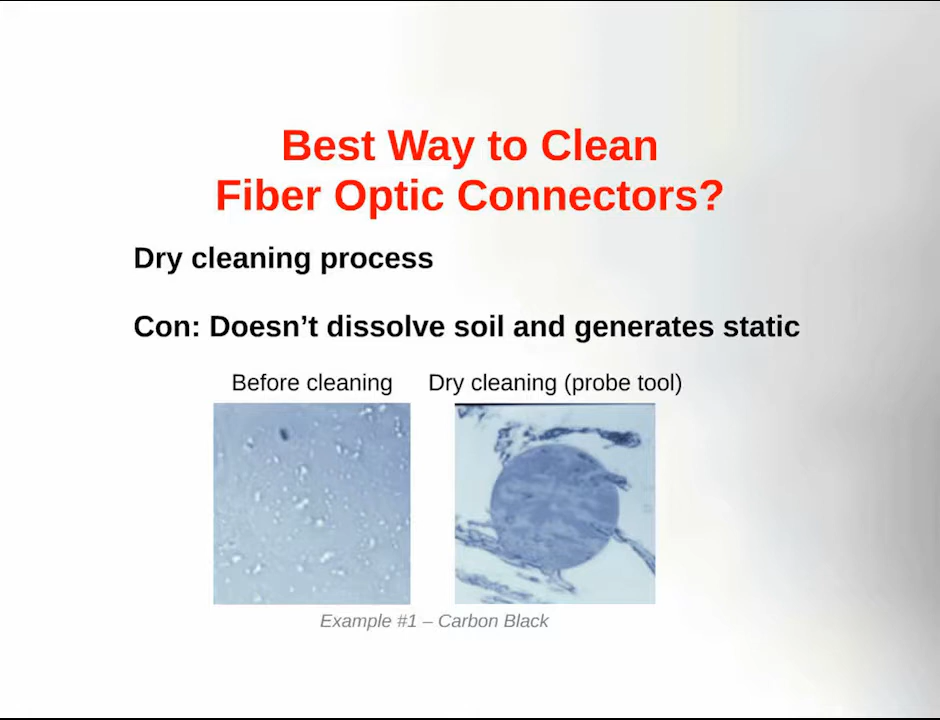 Best Way to Clean
Fiber Optic Connectors?
Dry cleaning process
Con: Doesn’t dissolve soil and generates static
Before cleaning
Dry cleaning (probe tool)
Example #1 – Carbon Black